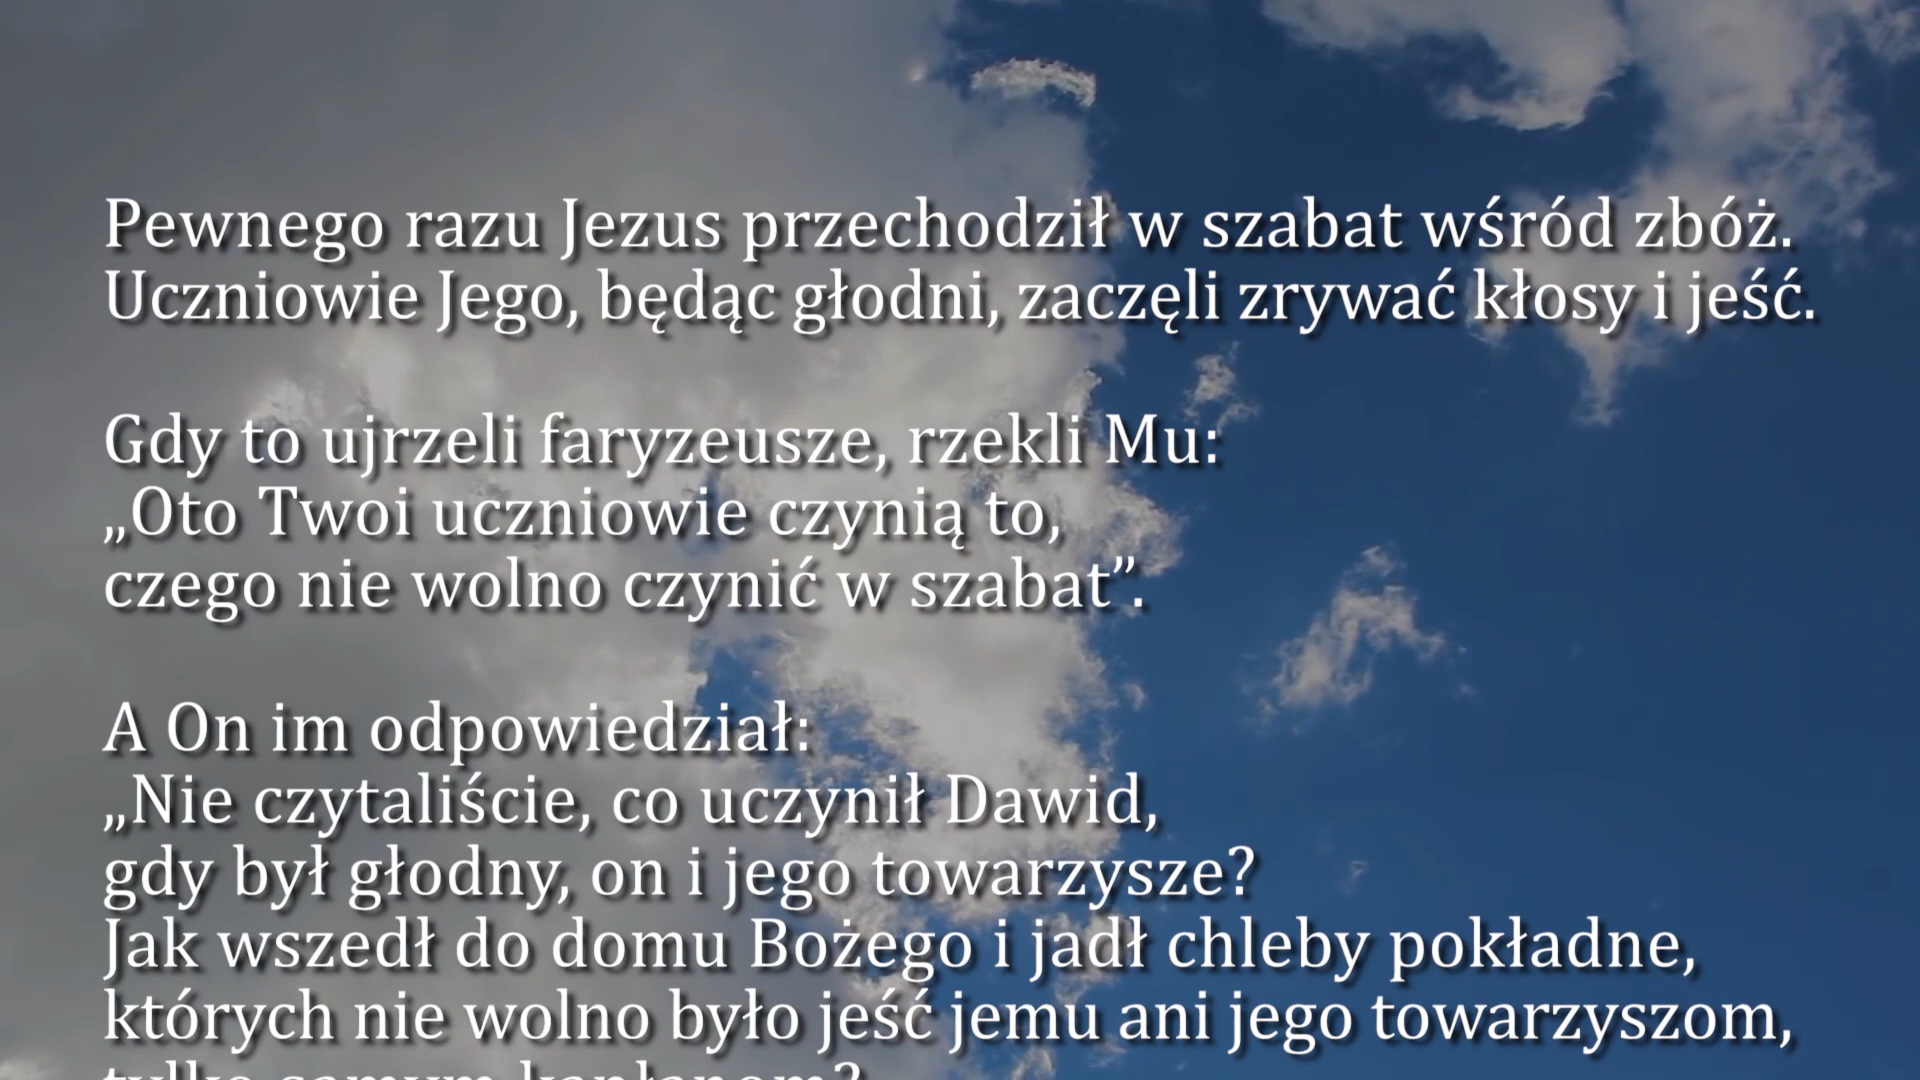 Pewnego razu Jezus przechodził w szabat wśród zbóż.
Uczniowie Jego, będąc głodni, zaczęli zrywać kłosy i jeść.
Gdy to ujrzeli faryzeusze, rzekli Mu:
„Oto Twoi uczniowie czynią to,
czego nie wolno czynić w szabat”.
A On im odpowiedział:
„Nie czytaliście, co uczynił Dawid,
gdy był głodny, on i jego towarzysze?
Jak wszedł do domu Bożego i jadł chleby pokładne,
których nie wolno było jeść jemu ani jego towarzyszom,
tylko samym kapłanom?